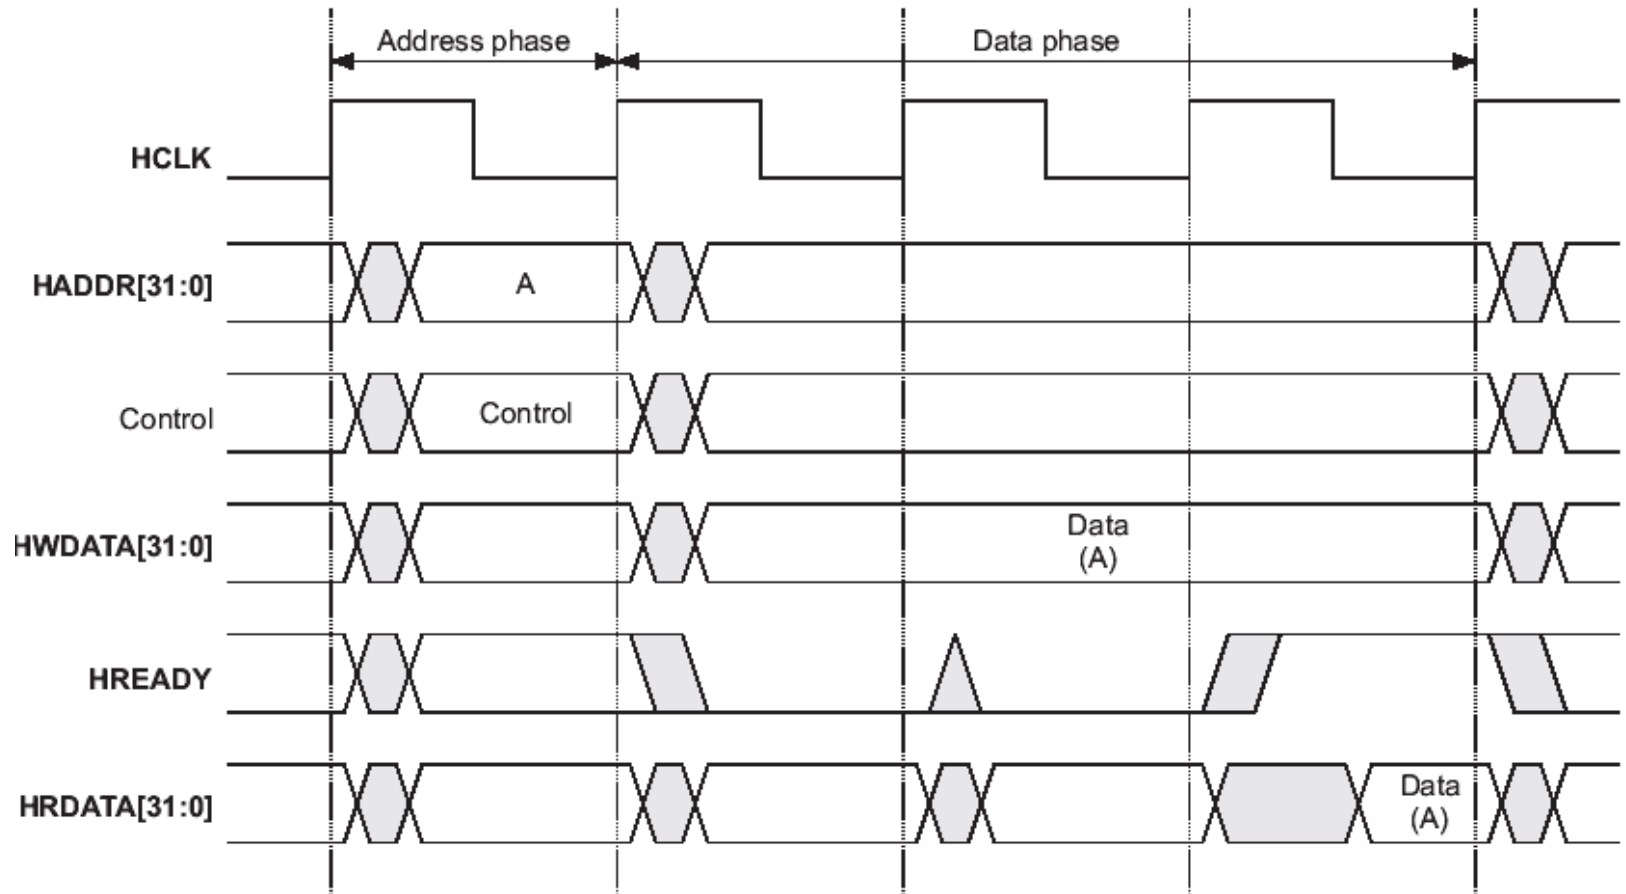 Address phase
Data phase
HCLK
HADDR[31:0]
A
Control
Control
HWDATA[31:0]
Data
(A)
HREADY
HRDATA[31:0]
Data
(A)